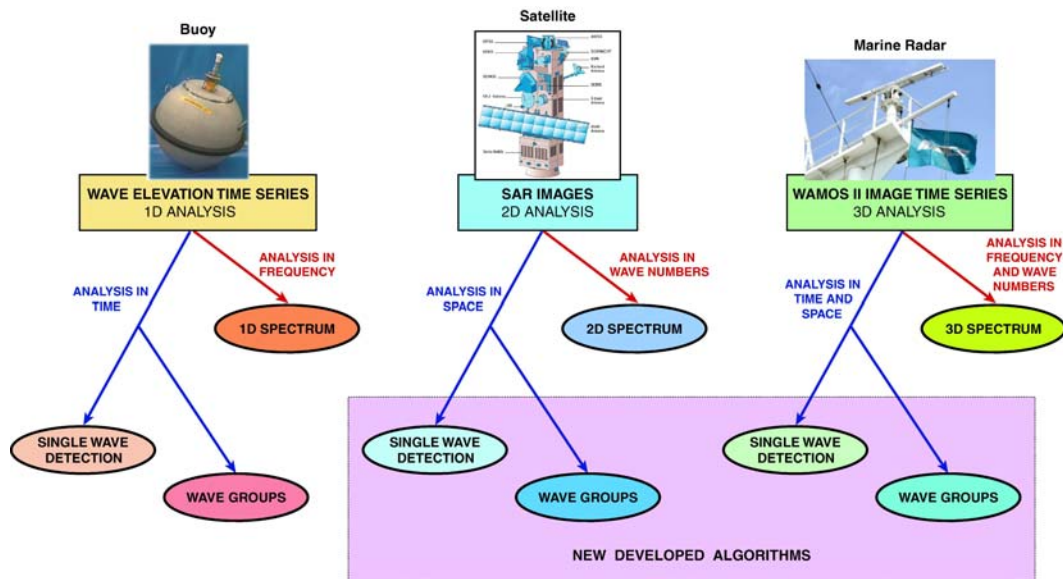 Buoy
Satellite
Marine Radar
WAVE ELEVATION TIME SERIES
1D ANALYSIS
SAR IMAGES
2D ANALYSIS
WAMOS II IMAGE TIME SERIES
3D ANALYSIS
ANALYSIS IN
FREQUENCY
ANALYSIS IN
TIME
1D SPECTRUM
SINGLE WAVE
DETECTION
WAVE GROUPS
ANALYSIS IN
WAVE NUMBERS
ANALYSIS IN
SPACE
2D SPECTRUM
SINGLE WAVE
DETECTION
WAVE GROUPS
ANALYSIS IN
FREQUENCY
AND WAVE
NUMBERS
ANALYSIS IN
TIME AND
SPACE
3D SPECTRUM
SINGLE WAVE
DETECTION
WAVE GROUPS
NEW DEVELOPED ALGORITHMS